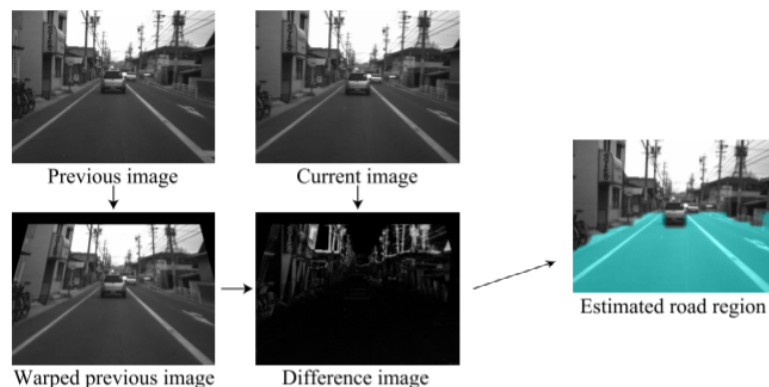 Previous image
Current image
Estimated road region
Warped previous image
Difference image